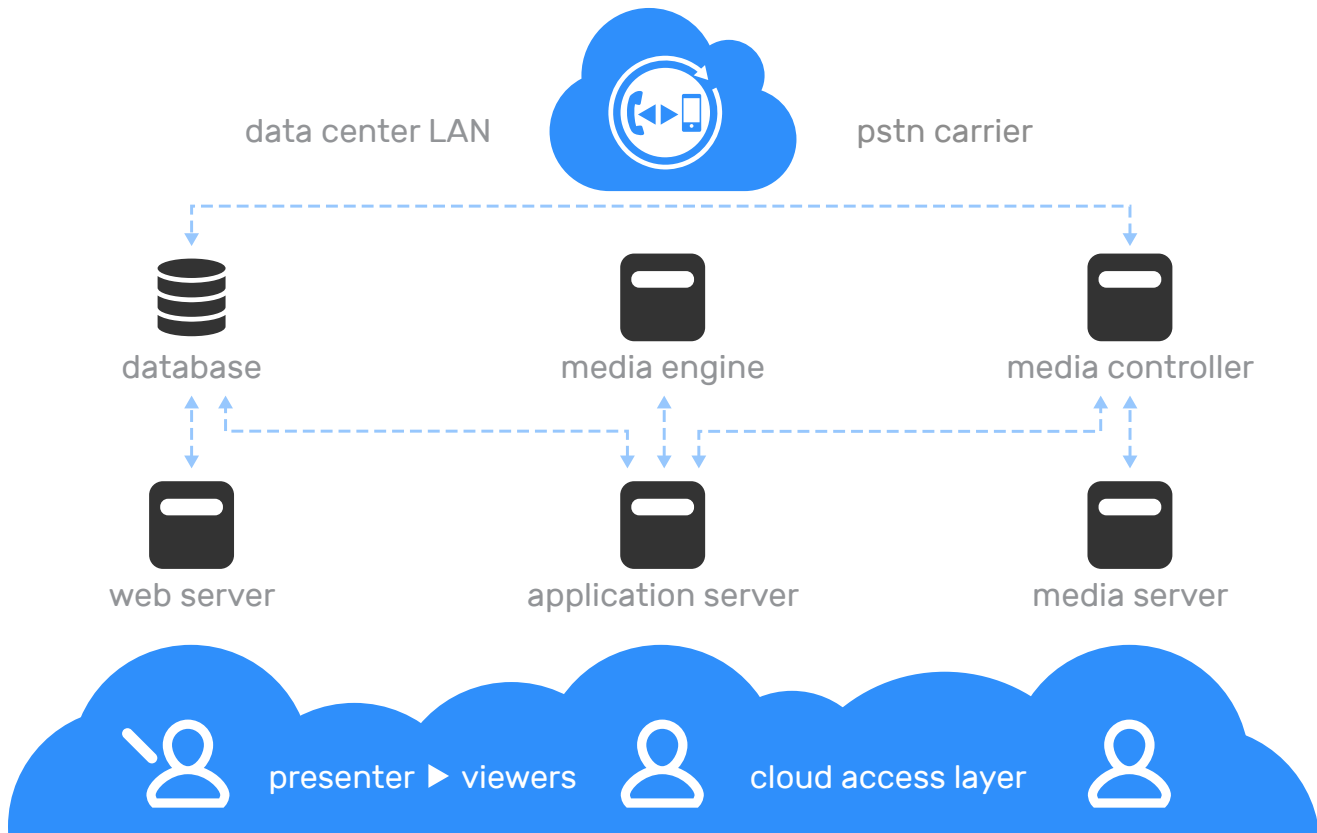 data center LAN
pstn carrier
database
media engine
media controller
web server
application server
media server
presenter ▶ viewers
cloud access layer